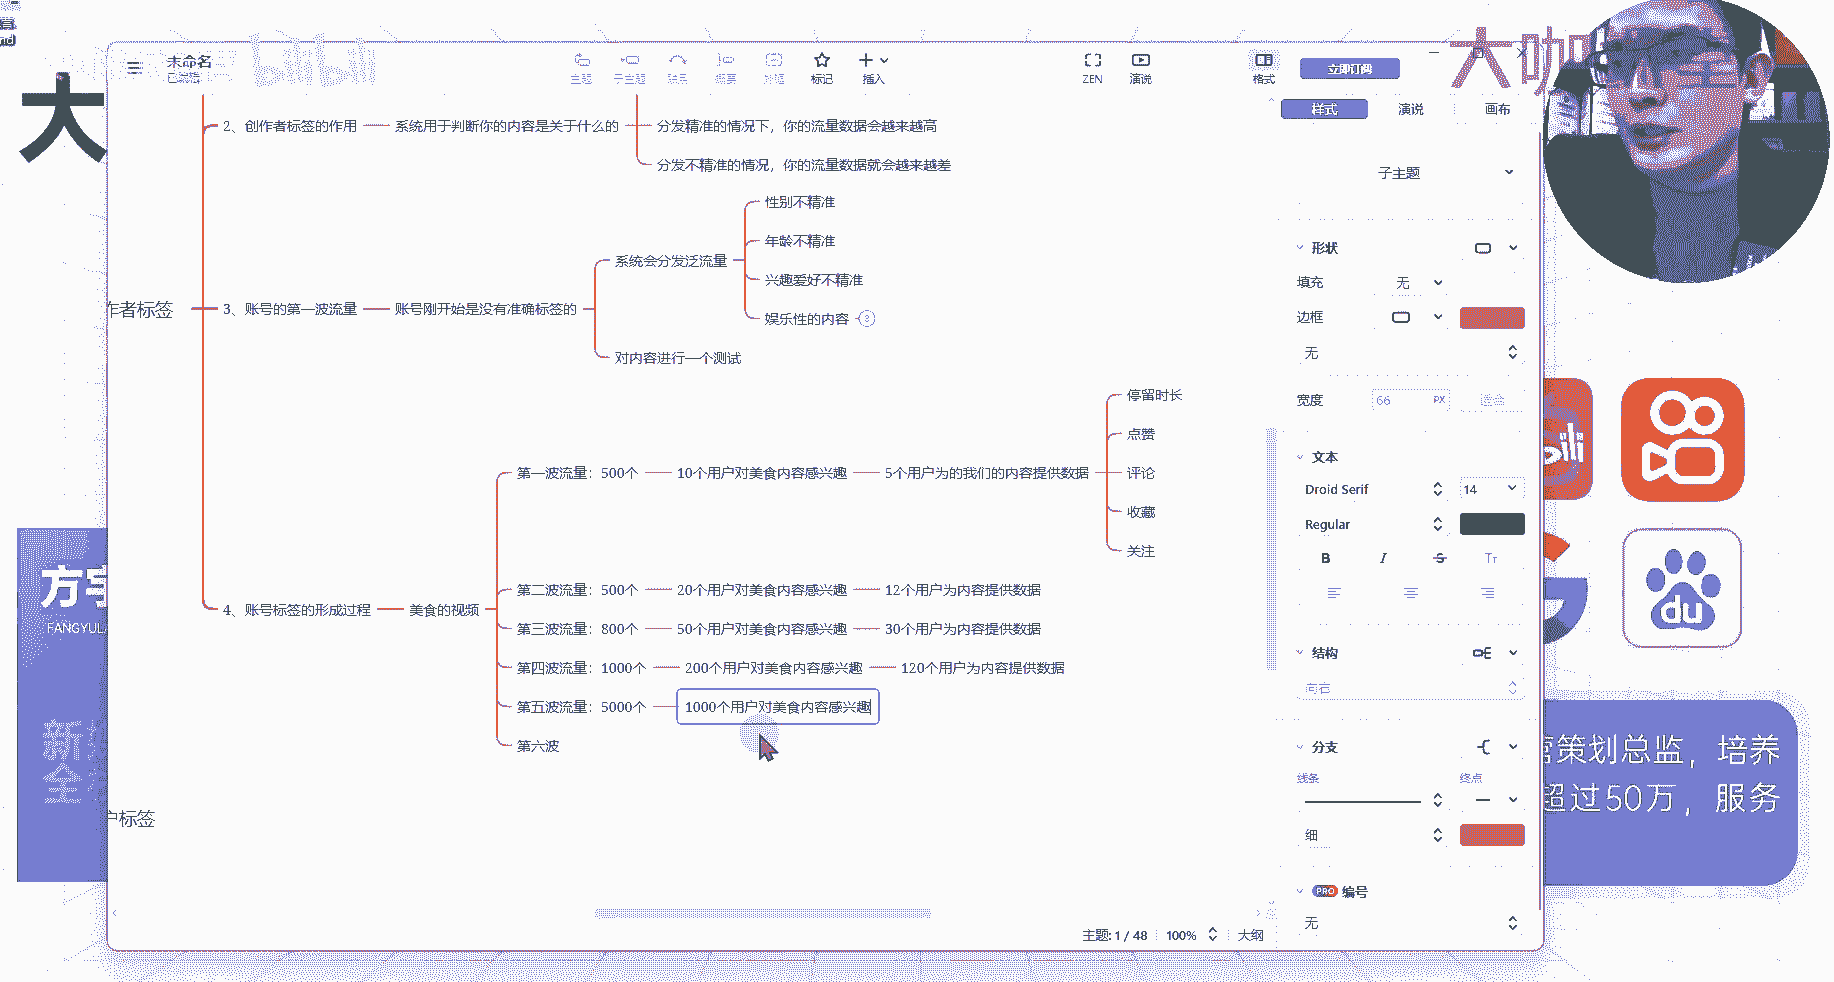 大
大咖
未命名
已编辑
主题
子主题
联系
概要
外框
标记
插入
ZEN
演说
格式
立即订阅
样式
演说
画布
2、创作者标签的作用
系统用于判断你的内容是关于什么的
分发精准的情况下，你的流量数据会越来越高
分发不精准的情况，你的流量数据就会越来越差
作者标签
3、账号的第一波流量
账号刚开始是没有准确标签的
系统会分发泛流量
性别不精准
年龄不精准
兴趣爱好不精准
娱乐性的内容
对内容进行一个测试
4、账号标签的形成过程
美食的视频
第一波流量：500个
10个用户对美食内容感兴趣
5个用户为的我们的内容提供数据
停留时长
点赞
评论
收藏
关注
第二波流量：500个
20个用户对美食内容感兴趣
12个用户为内容提供数据
第三波流量：800个
50个用户对美食内容感兴趣
30个用户为内容提供数据
第四波流量：1000个
200个用户对美食内容感兴趣
120个用户为内容提供数据
第五波流量：5000个
1000个用户对美食内容感兴趣
第六波
户标签
子主题
形状
填充
无
边框
无
宽度
66
PX
文本
Droid Serif
14
Regular
B
I
S
Tт
结构
向右
分支
线条
终点
细
PRO
编号
无
主题: 1 / 48
100%
大纲
方宇
FANGYUL
新
全
du
营策划总监，培养
超过50万，服务